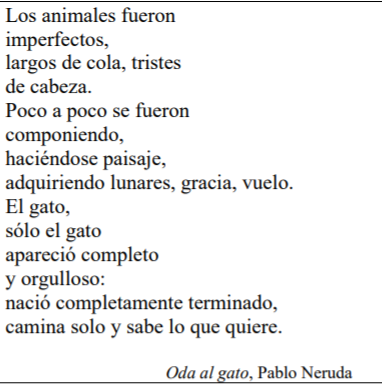 Los animales fueron
imperfectos,
largos de cola, tristes
de cabeza.
Poco a poco se fueron
componiendo,
haciéndose paisaje,
adquiriendo lunares, gracia, vuelo.
El gato,
sólo el gato
apareció completo
y orgulloso:
nació completamente terminado,
camina solo y sabe lo que quiere.
Oda al gato, Pablo Neruda